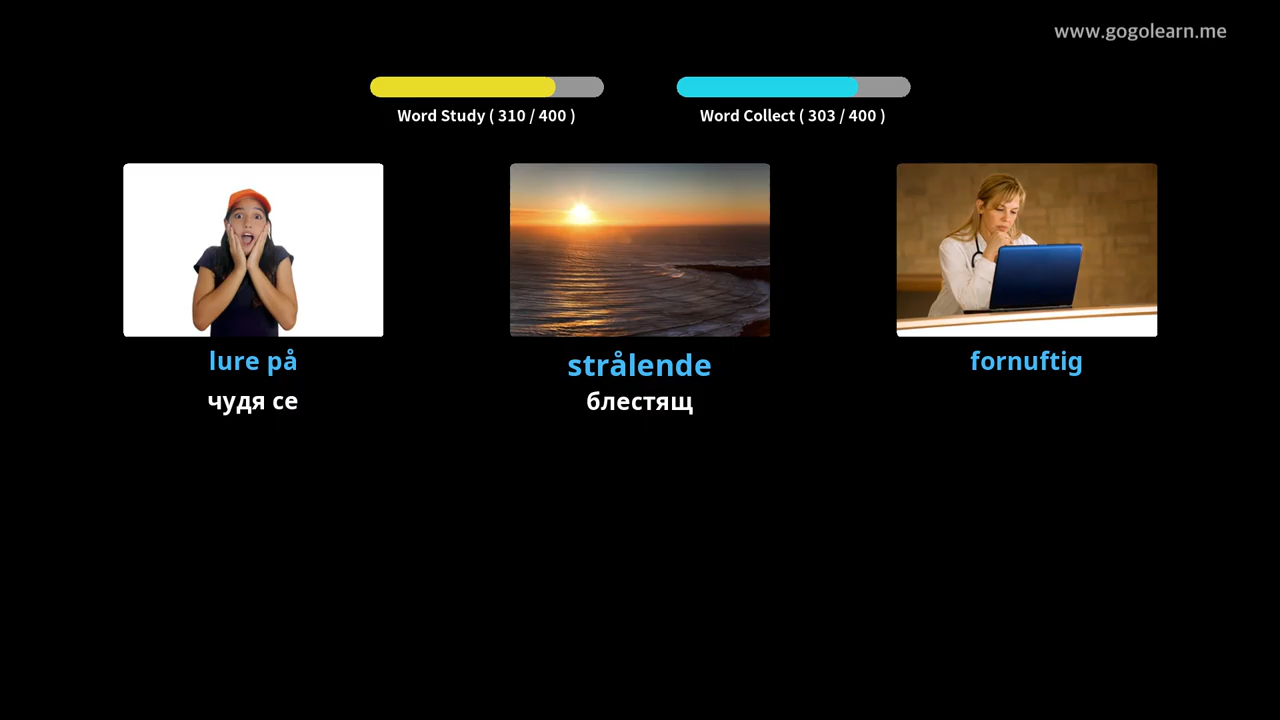 www.gogolearn.me
Word Study ( 310 / 400 )
Word Collect ( 303 / 400 )
lure på
strålende
fornuftig
чудя се
блестящ